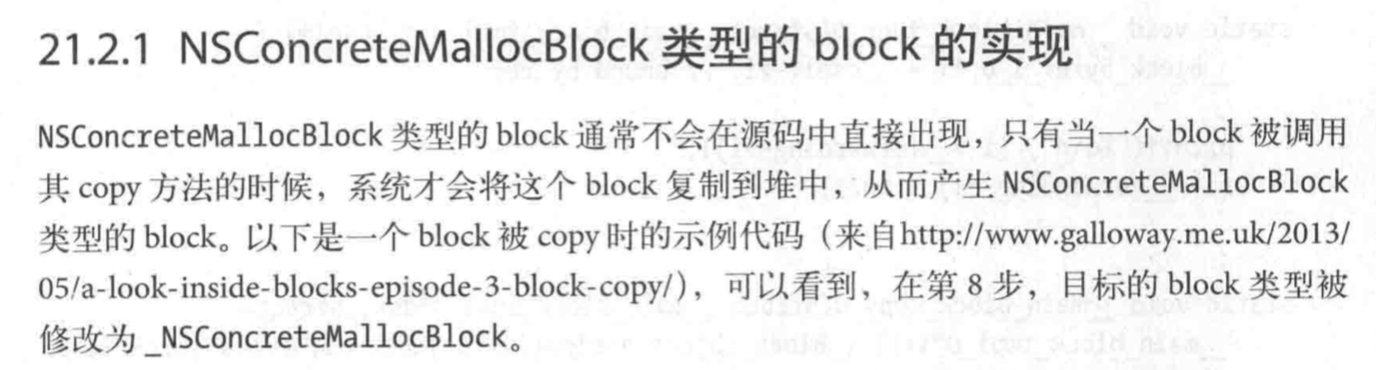 21.2.1 NSConcreteMallocBlock 类型的 block 的实现
NSConcreteMallocBlock 类型的 block 通常不会在源码中直接出现，只有当一个 block 被调用
其 copy 方法的时候，系统才会将这个 block 复制到堆中，从而产生 NSConcreteMallocBlock
类型的 block。以下是一个 block 被 copy 时的示例代码（来自http://www.galloway.me.uk/2013/
05/a-look-inside-blocks-episode-3-block-copy/），可以看到，在第 8 步，目标的 block 类型被
修改为 _NSConcreteMallocBlock。